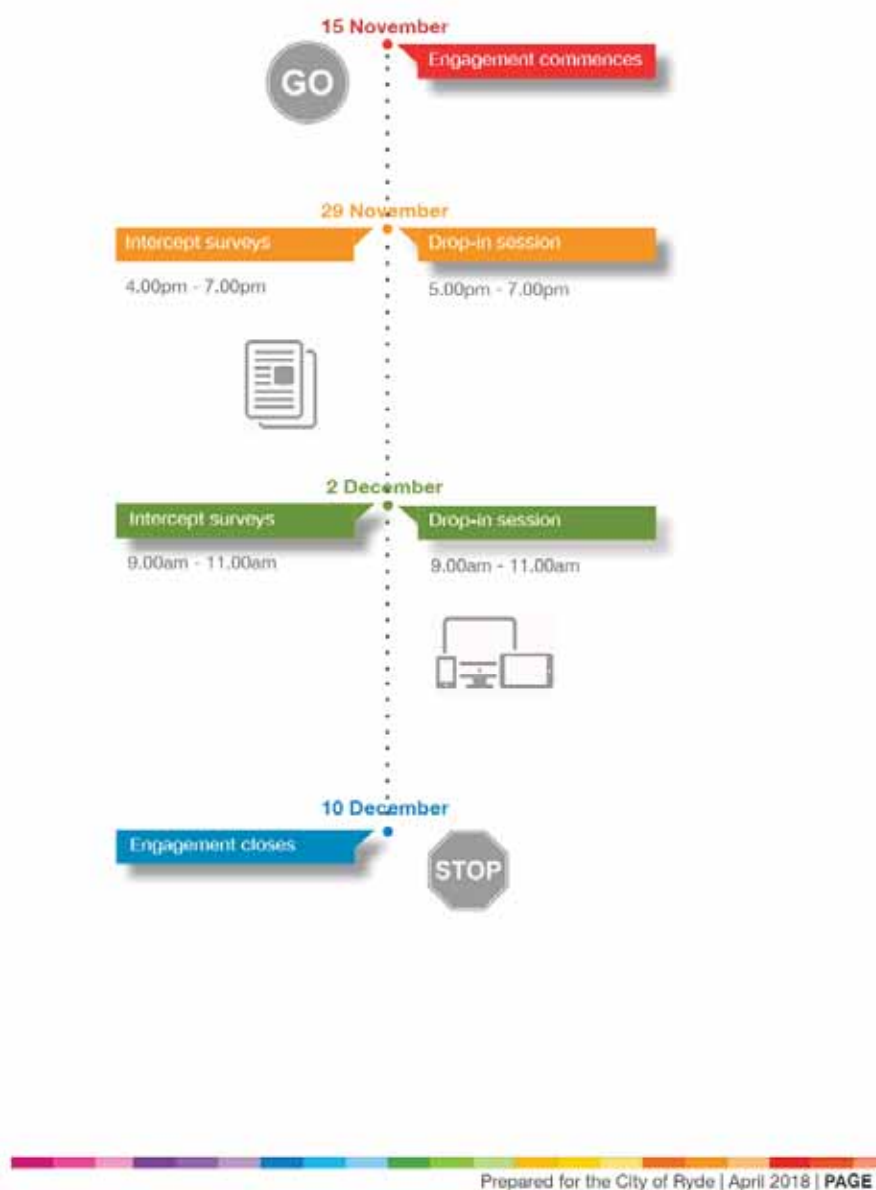 15 November
GO
Engagement commences
29 November
Intercept surveys
Drop-in session
4.00pm - 7.00pm
5.00pm - 7.00pm
2 December
Intercept surveys
Drop-in session
9.00am - 11.00am
9.00am - 11.00am
10 December
Engagement closes
STOP
Prepared for the City of Ryde | April 2018 | PAGE